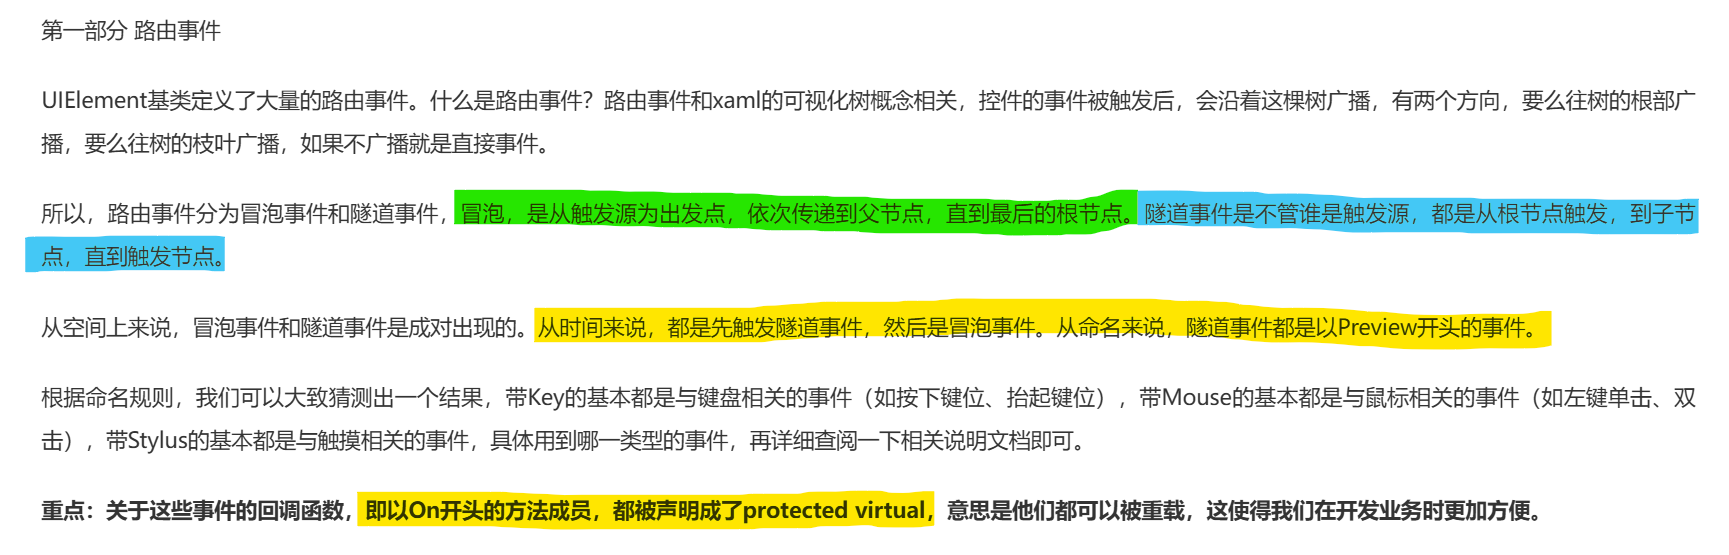 第一部分 路由事件
UIElement基类定义了大量的路由事件。什么是路由事件？路由事件和xaml的可视化树概念相关，控件的事件被触发后，会沿着这棵树广播，有两个方向，要么往树的根部广
播，要么往树的枝叶广播，如果不广播就是直接事件。
所以，路由事件分为冒泡事件和隧道事件，冒泡，是从触发源为出发点，依次传递到父节点，直到最后的根节点。隧道事件是不管谁是触发源，都是从根节点触发，到子节
点，直到触发节点。
从空间上来说，冒泡事件和隧道事件是成对出现的。从时间来说，都是先触发隧道事件，然后是冒泡事件。从命名来说，隧道事件都是以Preview开头的事件。
根据命名规则，我们可以大致猜测出一个结果，带Key的基本都是与键盘相关的事件（如按下键位、抬起键位），带Mouse的基本都是与鼠标相关的事件（如左键单击、双
击），带Stylus的基本都是与触摸相关的事件，具体用到哪一类型的事件，再详细查阅一下相关说明文档即可。
重点：关于这些事件的回调函数，即以On开头的方法成员，都被声明成了protected virtual，意思是他们都可以被重载，这使得我们在开发业务时更加方便。